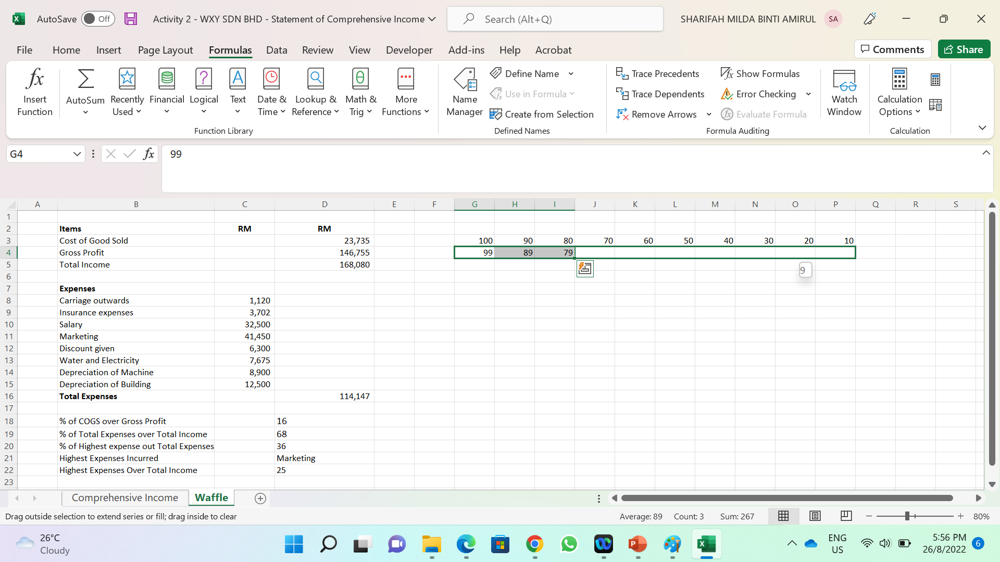 AutoSave Off Activity 2 - WXY SDN BHD - Statement of Comprehensive Income Search (Alt+Q) SHARIFAH MILDA BINTI AMIRUL SA
File Home Insert Page Layout Formulas Data Review View Developer Add-ins Help Acrobat Comments Share
Insert Function
AutoSum
Recently Used
Financial
Logical
Text
Date & Time
Lookup & Reference
Math & Trig
More Functions
Function Library
Name Manager
Define Name
Use in Formula
Create from Selection
Defined Names
Trace Precedents
Trace Dependents
Remove Arrows
Show Formulas
Error Checking
Evaluate Formula
Formula Auditing
Watch Window
Calculation Options
Calculation
G4 fx 99
A B C D E F G H I J K L M N O P Q R S
1
2 Items RM RM
3 Cost of Good Sold 23,735 100 90 80 70 60 50 40 30 20 10
4 Gross Profit 146,755 99 89 79
5 Total Income 168,080 9
6
7 Expenses
8 Carriage outwards 1,120
9 Insurance expenses 3,702
10 Salary 32,500
11 Marketing 41,450
12 Discount given 6,300
13 Water and Electricity 7,675
14 Depreciation of Machine 8,900
15 Depreciation of Building 12,500
16 Total Expenses 114,147
17
18 % of COGS over Gross Profit 16
19 % of Total Expenses over Total Income 68
20 % of Highest expense out Total Expenses 36
21 Highest Expenses Incurred Marketing
22 Highest Expenses Over Total Income 25
23
Comprehensive Income Waffle
Drag outside selection to extend series or fill; drag inside to clear Average: 89 Count: 3 Sum: 267 80%
26°C
Cloudy
ENG
US
5:56 PM
26/8/2022
6